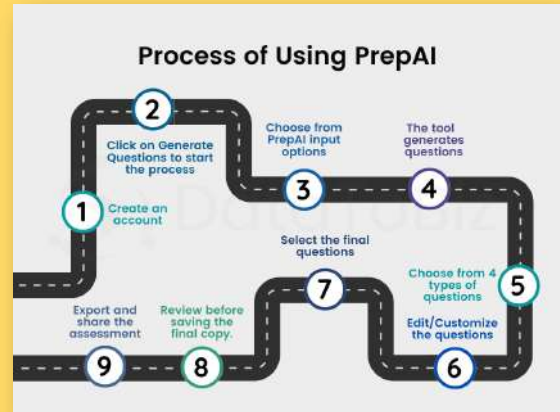 Process of Using PrepAI
1
Create an
account
2
Click on Generate
Questions to start
the process
3
Choose from
PrepAI input
options
4
The tool
generates
questions
5
Choose from 4
types of
questions
6
Edit/Customize
the questions
7
Select the final
questions
8
Review before
saving the
final copy.
9
Export and
share the
assessment
DataToBiz